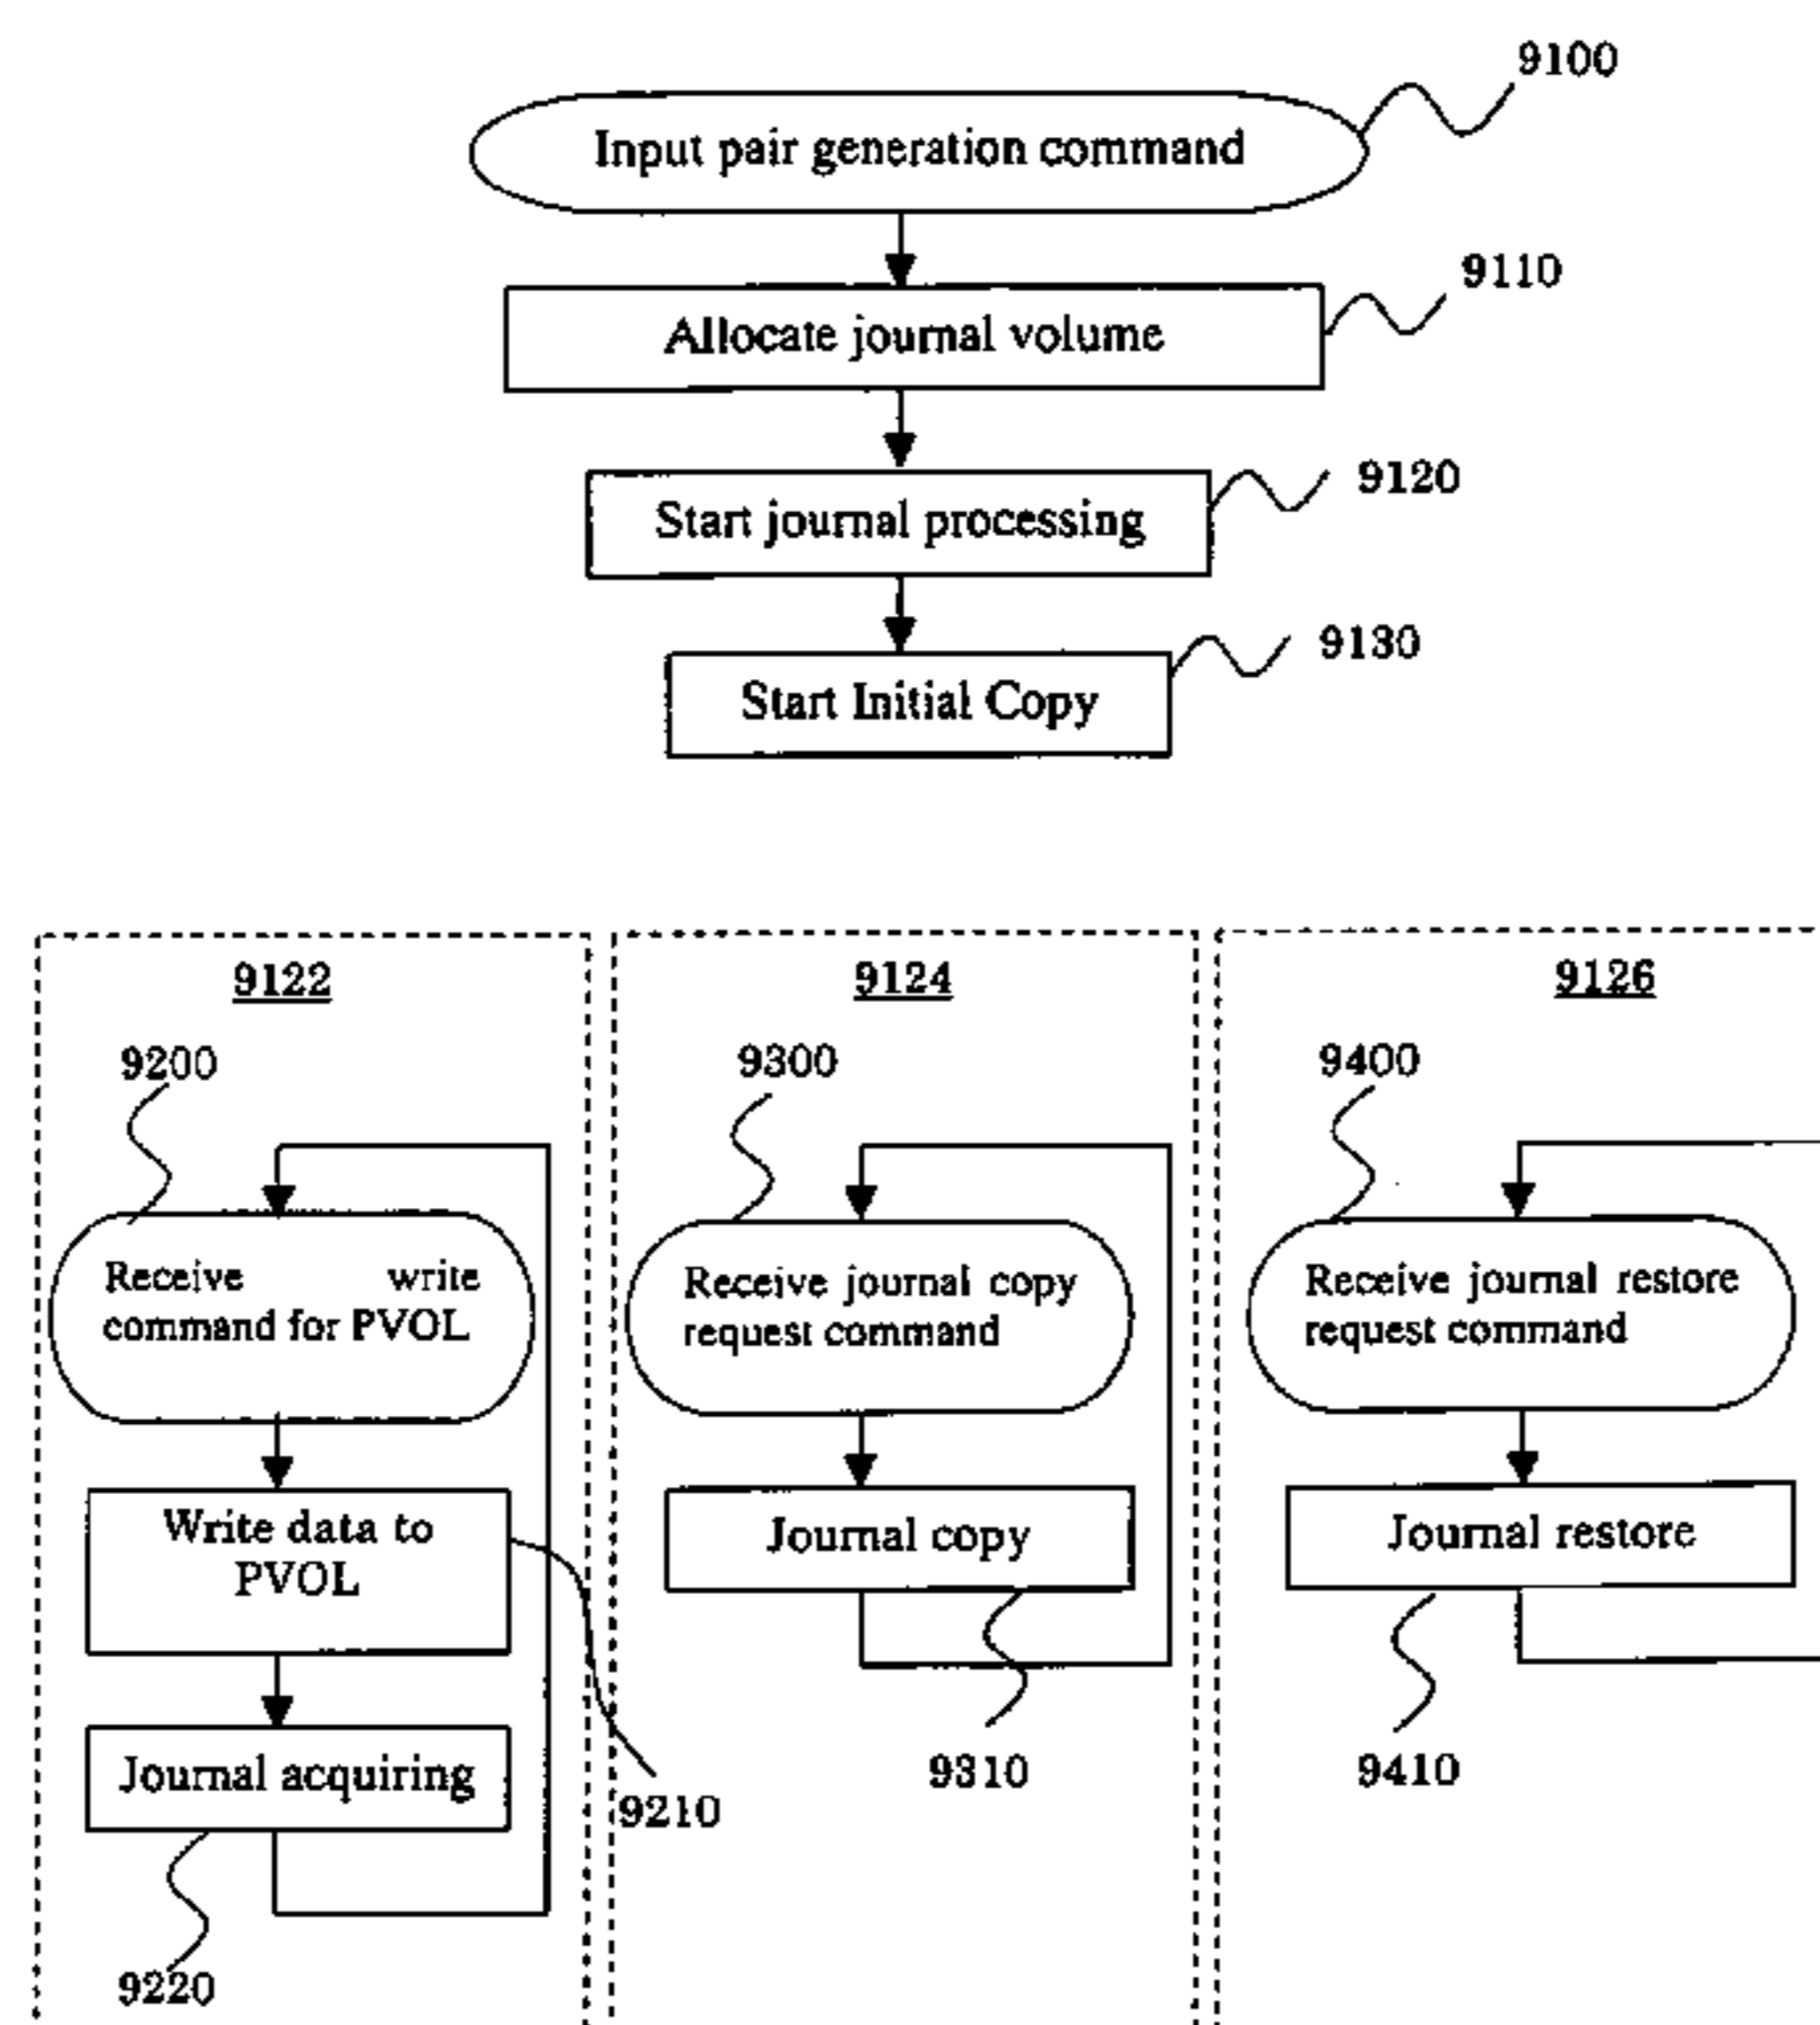 9100
Input pair generation command
9110
Allocate journal volume
9120
Start journal processing
9130
Start Initial Copy
9122
9200
Receive write
command for PVOL
Write data to
PVOL
9210
Journal acquiring
9220
9124
9300
Receive journal copy
request command
Journal copy
9310
9126
9400
Receive journal restore
request command
Journal restore
9410